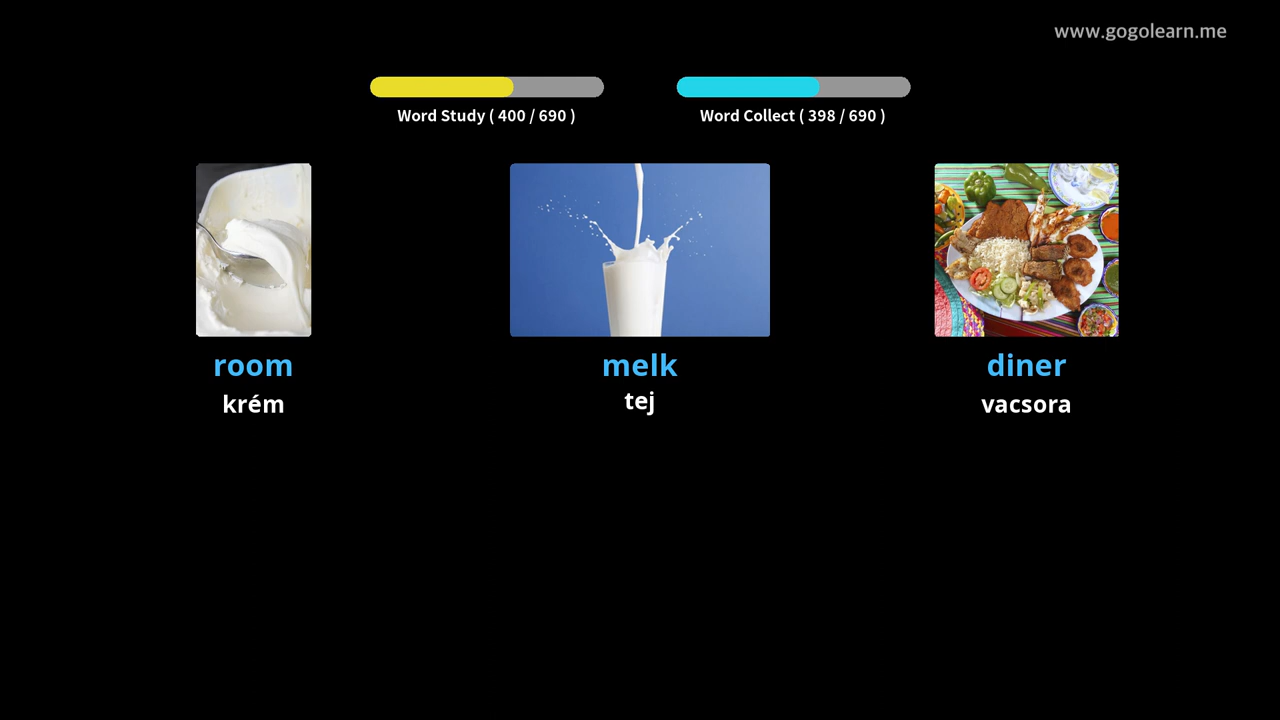 www.gogolearn.me
Word Study ( 400 / 690 )
Word Collect ( 398 / 690 )
room
melk
diner
krém
tej
vacsora